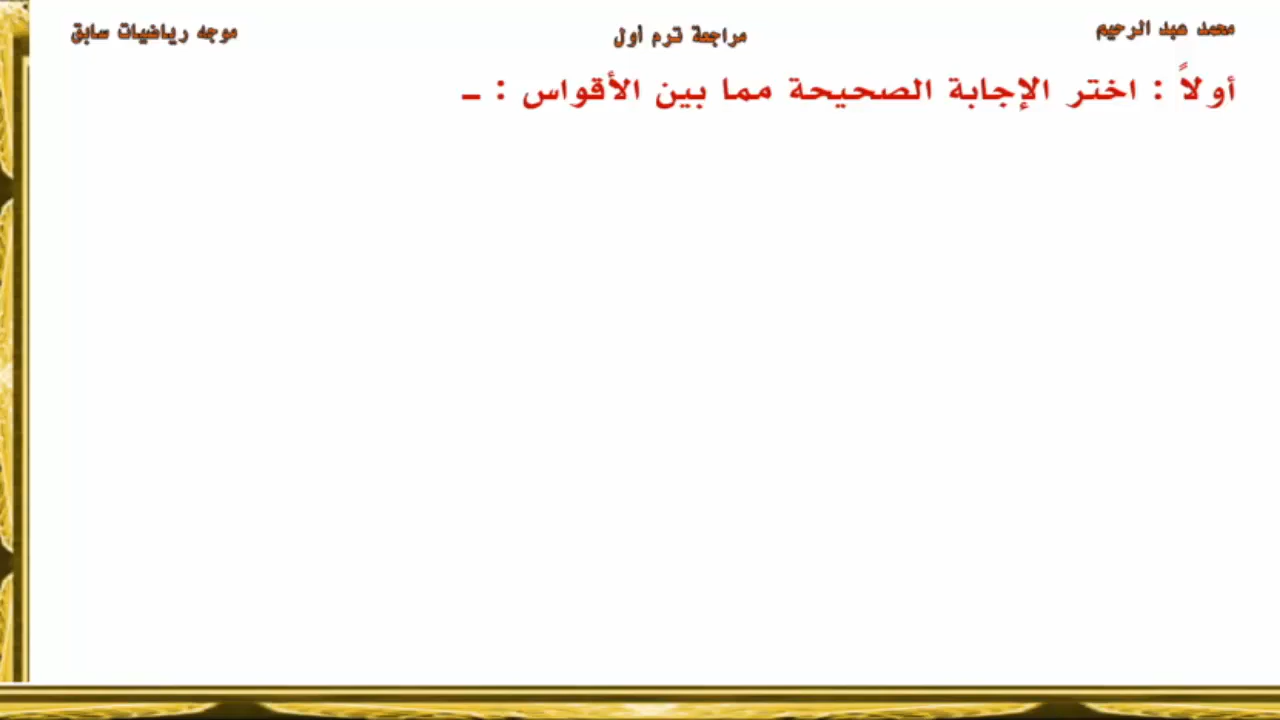 محمد عبد الرحيم
مراجعة ترم أول
موجه رياضيات سابق
أولاً : اختر الإجابة الصحيحة مما بين الأقواس : ـ